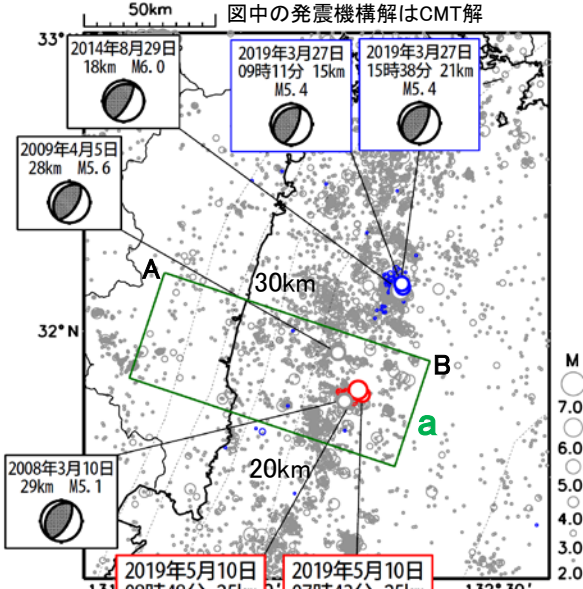 50km
図中の発震機構解はCMT解
33°
2014年8月29日
18km M6.0
2019年3月27日
09時11分 15km
M5.4
2019年3月27日
15時38分 21km
M5.4
2009年4月5日
28km M5.6
A
30km
32°N
B
a
M
7.0
6.0
5.0
4.0
3.0
2.0
20km
2008年3月10日
29km M5.1
2019年5月10日
2019年5月10日